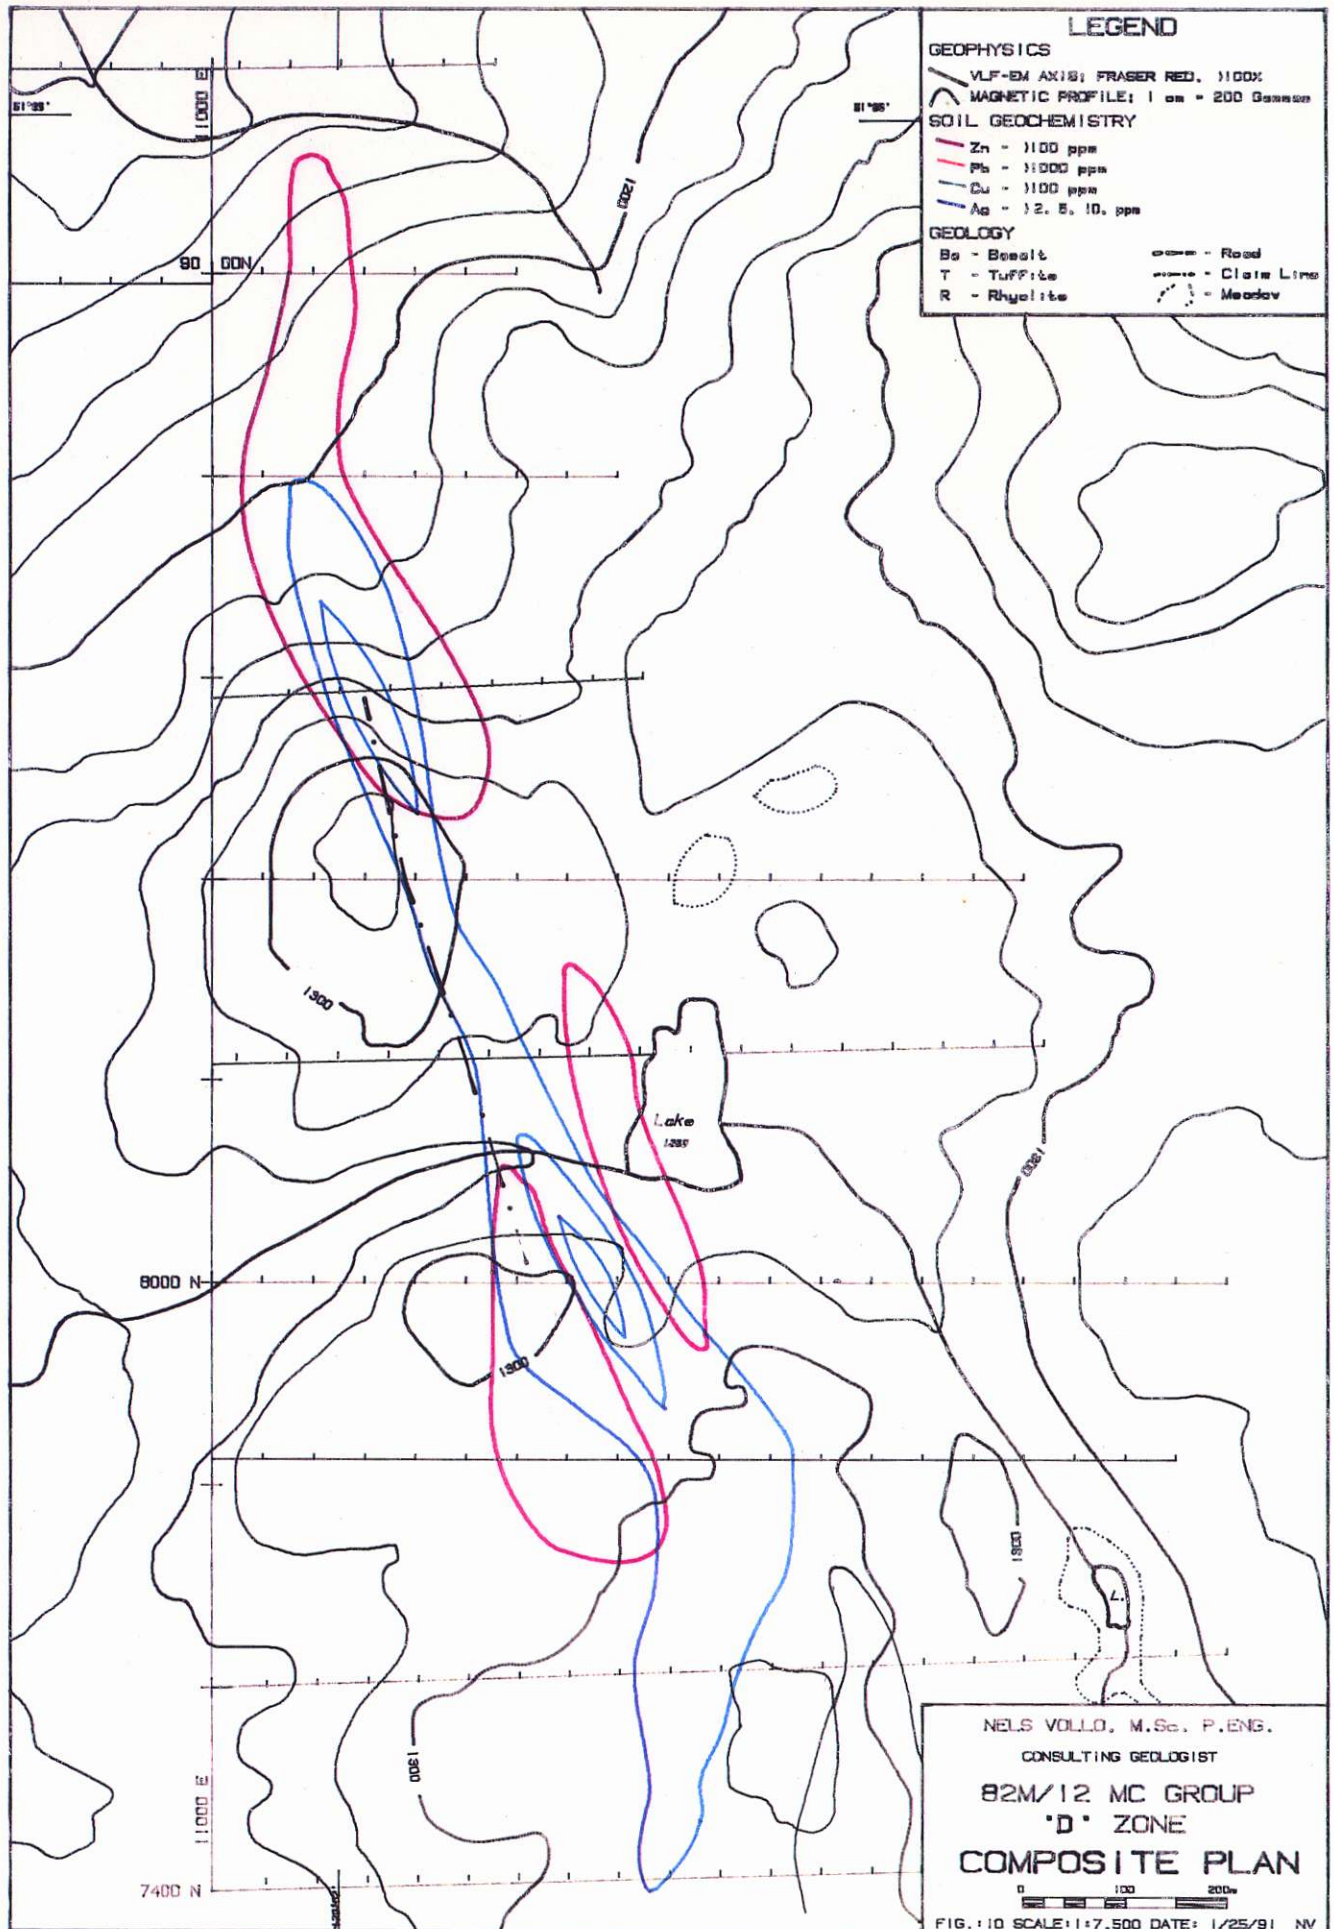 LEGEND
GEOPHYSICS
VLF-EM AXIS; FRASER RED. >100%
MAGNETIC PROFILE; 1 cm = 200 Gammas
SOIL GEOCHEMISTRY
Zn - >100 ppm
Pb - >1000 ppm
Cu - >100 ppm
Ag - >2. 5. 10. ppm
GEOLOGY
Ba - Basalt
T - Tuffite
R - Rhyolite
- Road
- Claim Line
- Meadow
11000 E
1200
1300
Lake
1200
8000 N
1300
1300
L.
1300
11000 E
7400 N
NELS VOLLO, M.Sc. P.ENG.
CONSULTING GEOLOGIST
82M/12 MC GROUP
"D" ZONE
COMPOSITE PLAN
0 100 200m
FIG.:10 SCALE:1:7,500 DATE: 1/25/91 NV